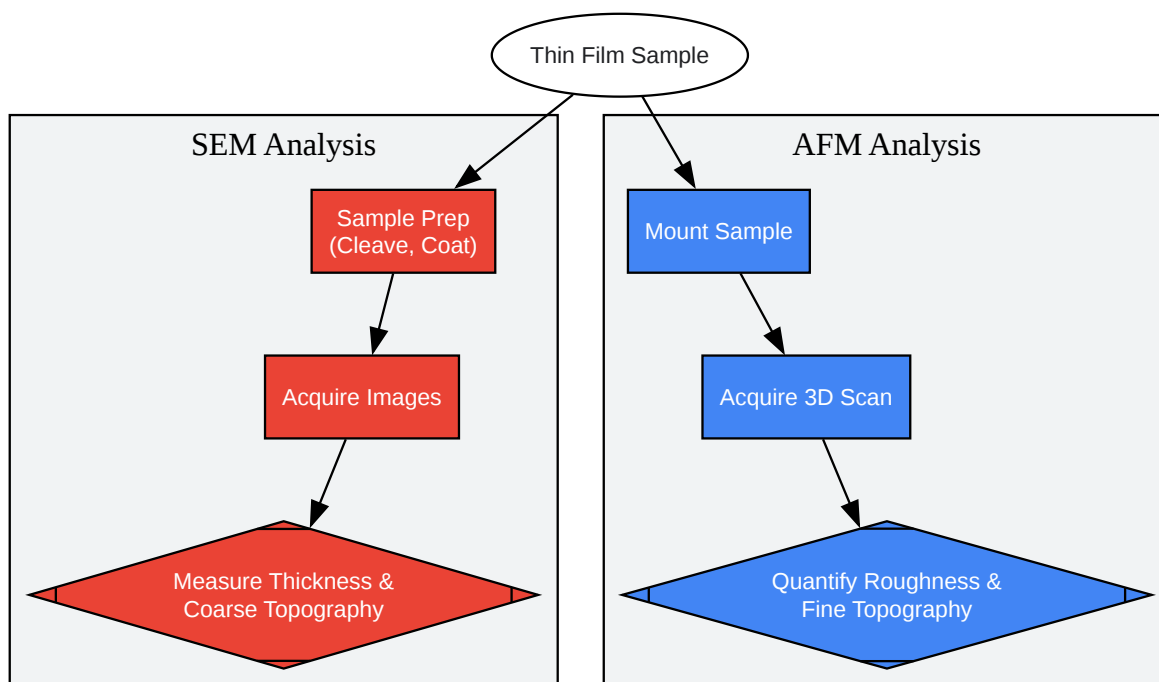 Thin Film Sample
SEM Analysis
Sample Prep
(Cleave, Coat)
Acquire Images
Measure Thickness &
Coarse Topography
AFM Analysis
Mount Sample
Acquire 3D Scan
Quantify Roughness &
Fine Topography